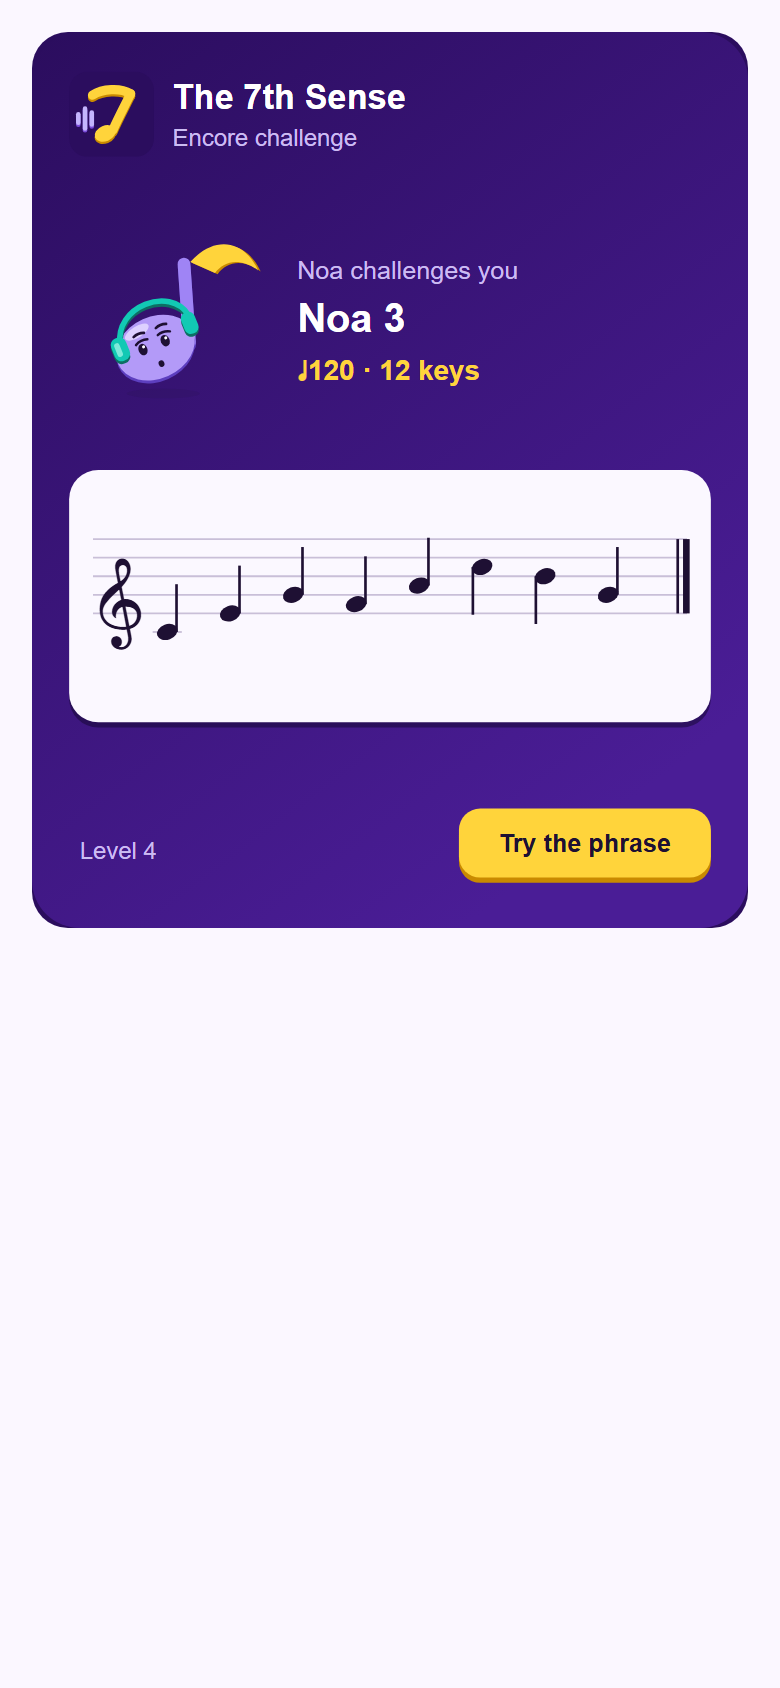 The 7th Sense
Encore challenge
Noa challenges you
Noa 3
♩120 · 12 keys
Level 4
Try the phrase